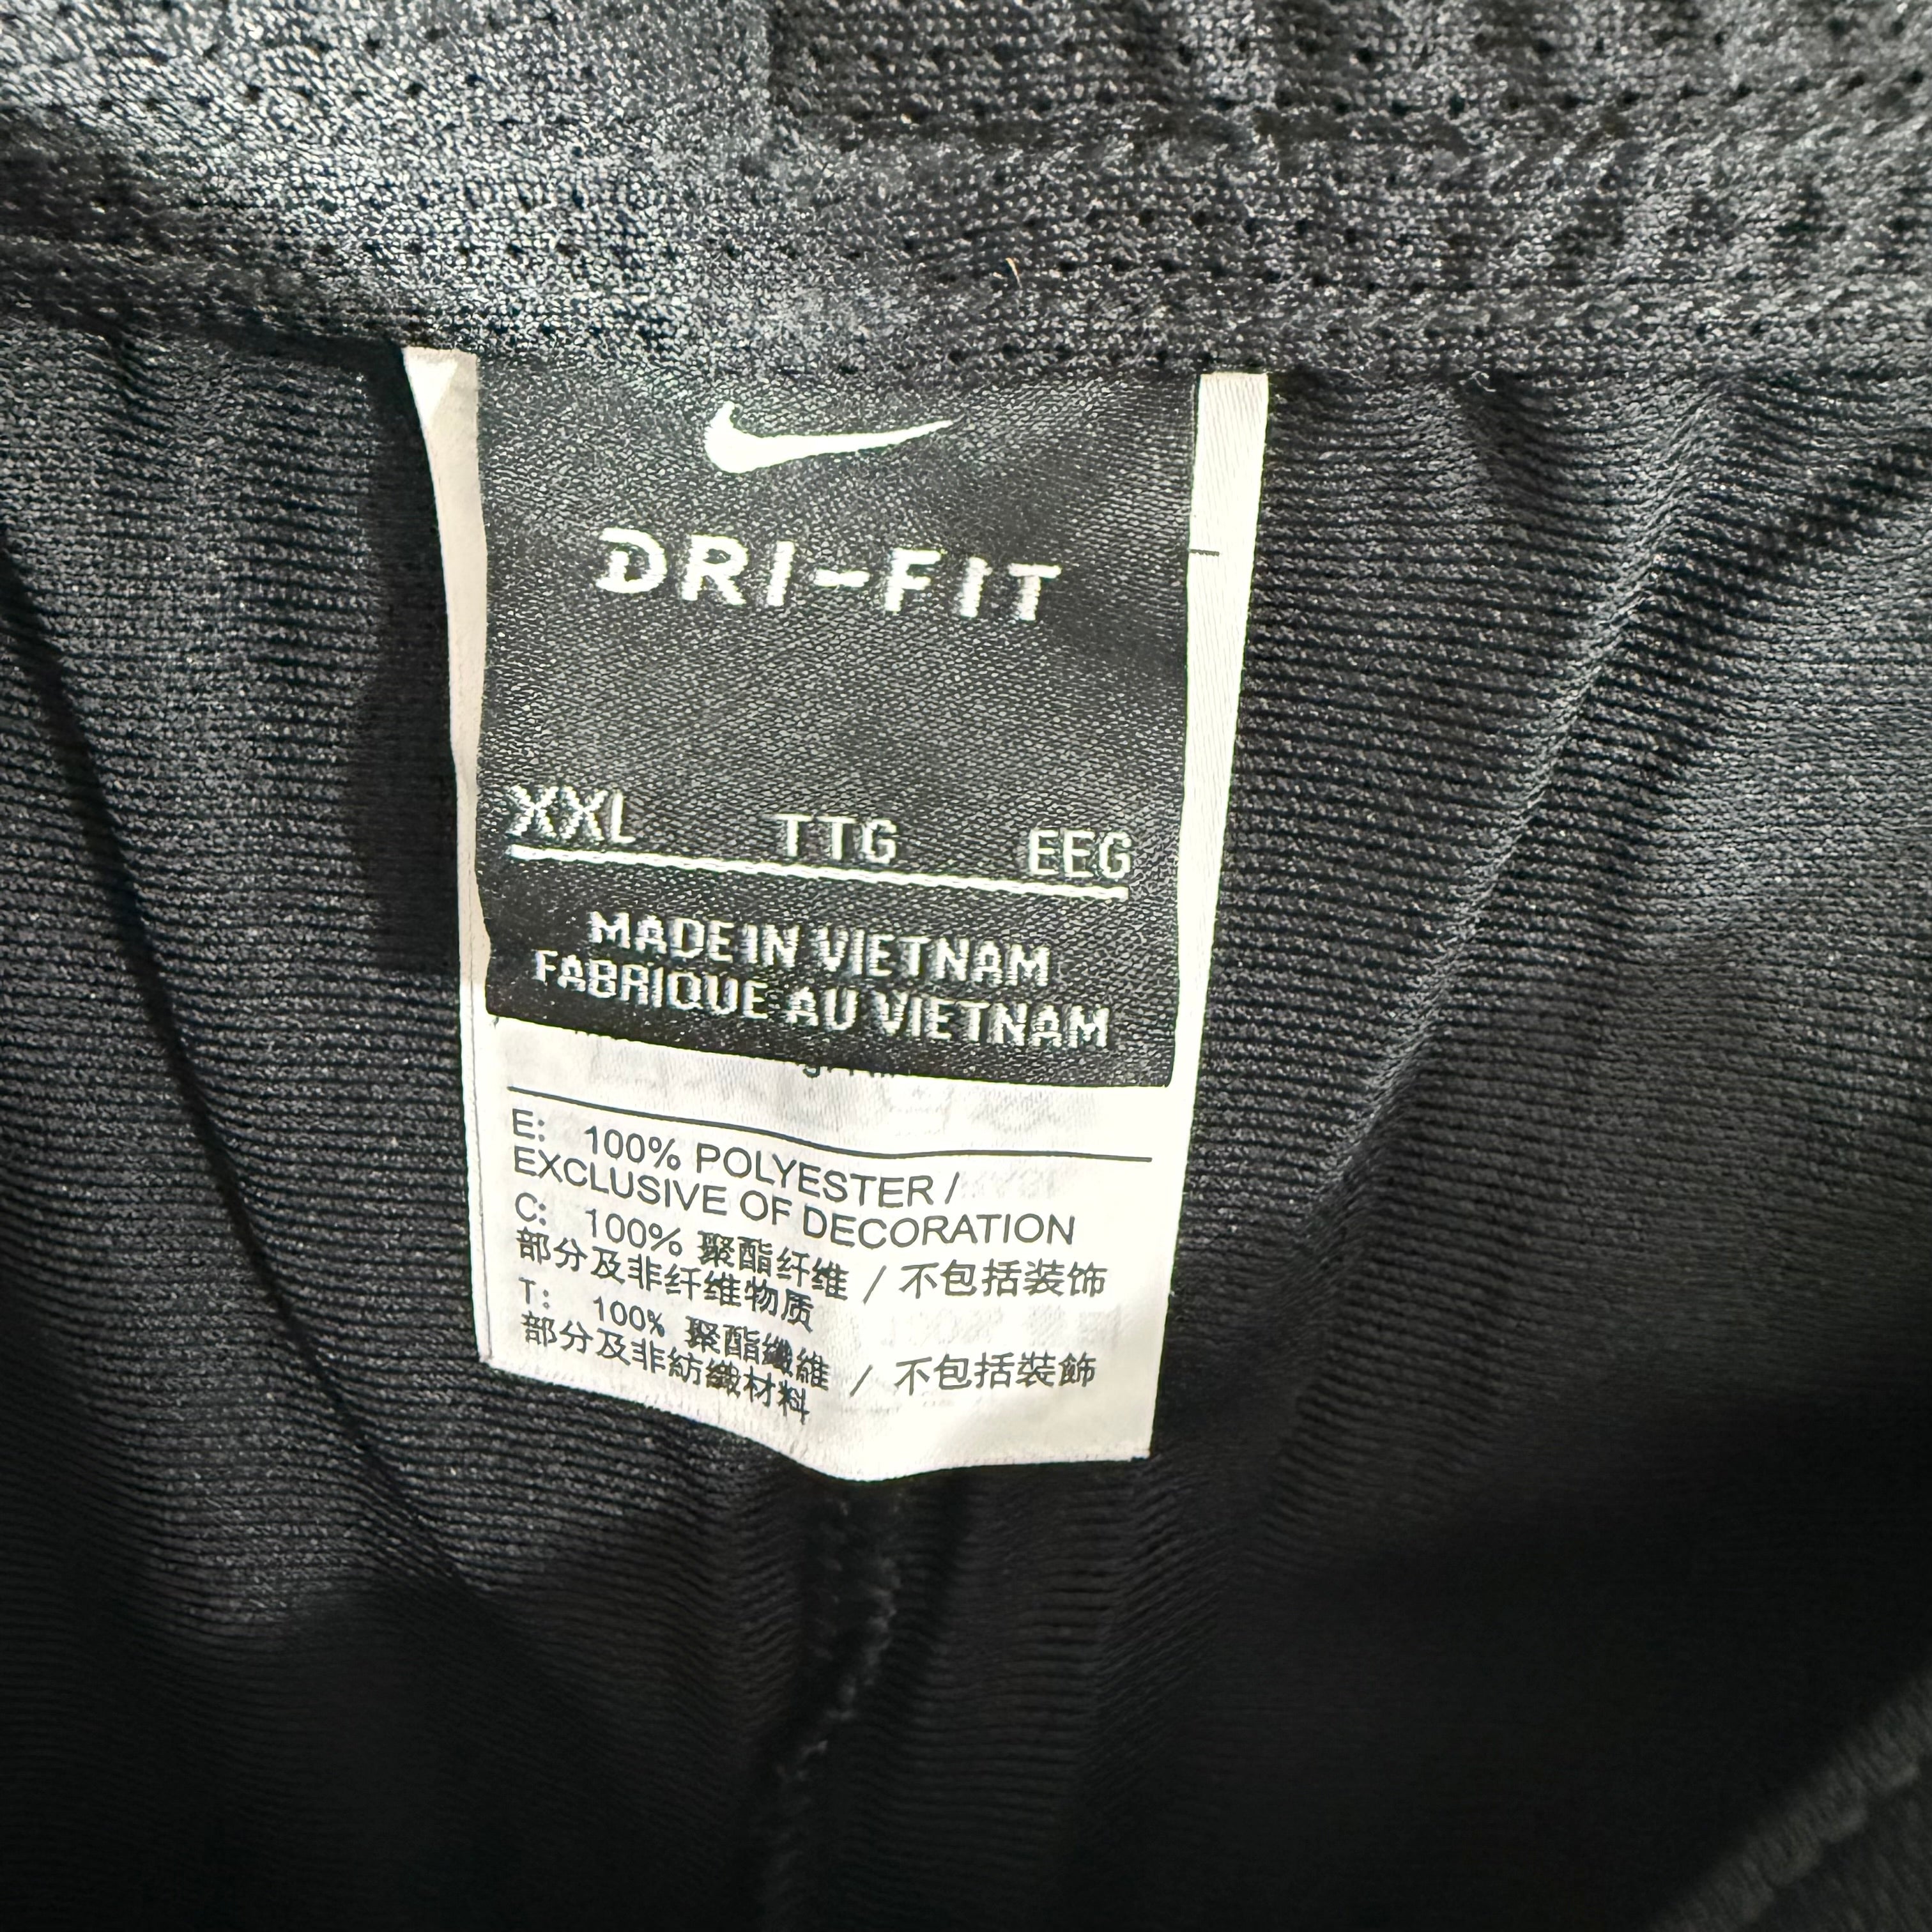 DRI-FIT
XXL TTG EEG
MADE IN VIETNAM
FABRIQUE AU VIETNAM
E: 100% POLYESTER /
EXCLUSIVE OF DECORATION
C: 100% 聚酯纤维 / 不包括装饰
部分及非纤维物质
T: 100% 聚酯纖維 / 不包括裝飾
部分及非紡織材料